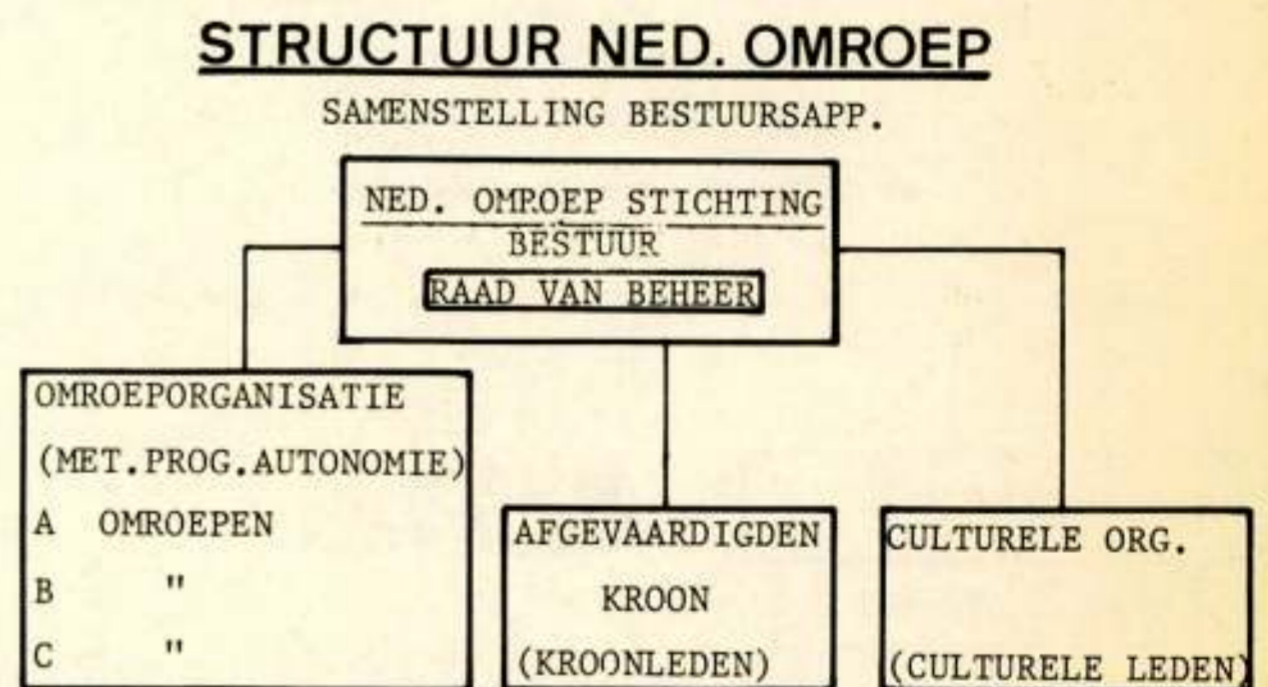 STRUCTUUR NED. OMROEP
SAMENSTELLING BESTUURSAPP.
NED. OMROEP STICHTING
BESTUUR
RAAD VAN BEHEER
OMROEPORGANISATIE
(MET.PROG.AUTONOMIE)
A OMROEPEN
B "
C "
AFGEVAARDIGDEN
KROON
(KROONLEDEN)
CULTURELE ORG.
(CULTURELE LEDEN)